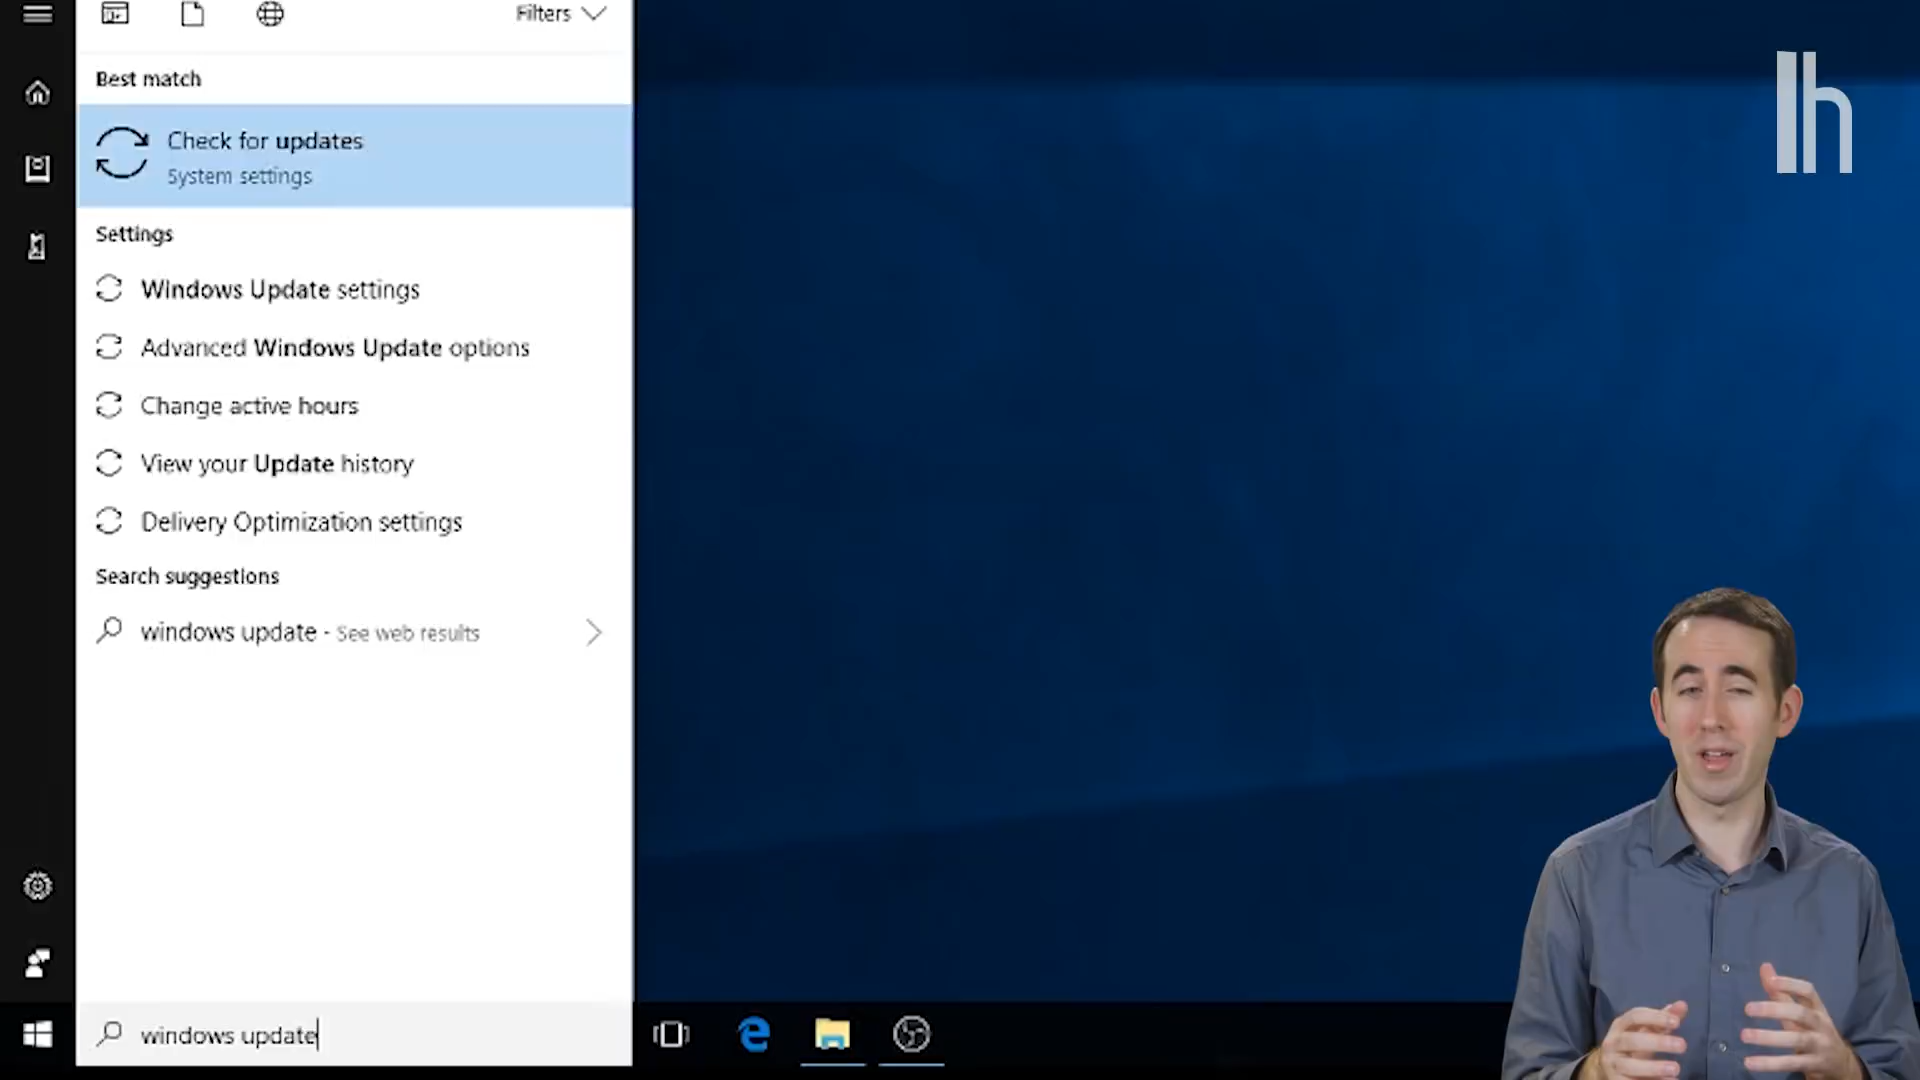 Filters
Best match
Check for updates
System settings
Settings
Windows Update settings
Advanced Windows Update options
Change active hours
View your Update history
Delivery Optimization settings
Search suggestions
windows update - See web results
windows update
lh